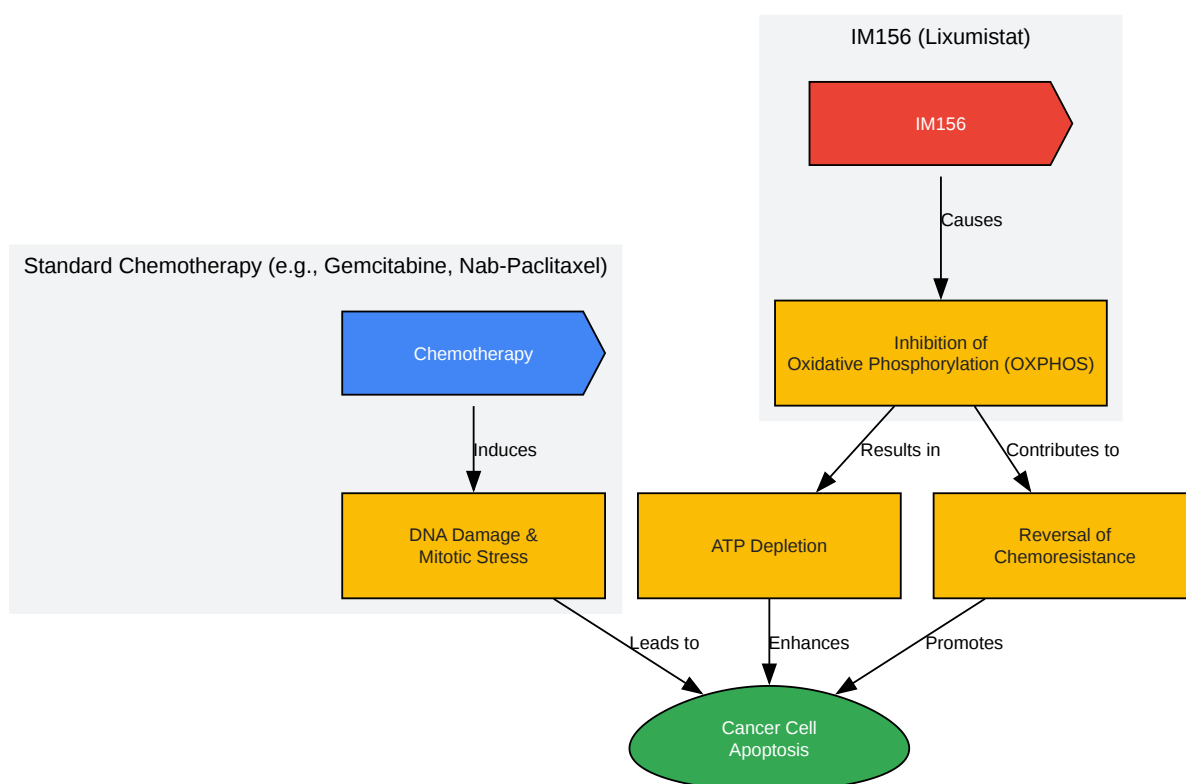 IM156 (Lixumistat)
IM156
Causes
Standard Chemotherapy (e.g., Gemcitabine, Nab-Paclitaxel)
Chemotherapy
Inhibition of
Oxidative Phosphorylation (OXPHOS)
Induces
Results in
Contributes to
DNA Damage &
Mitotic Stress
ATP Depletion
Reversal of
Chemoresistance
Leads to
Enhances
Promotes
Cancer Cell
Apoptosis